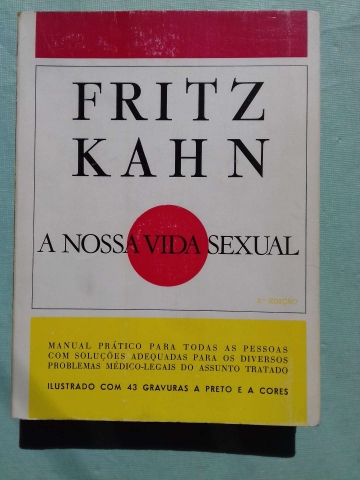 FRITZ
KAHN
A NOSSA VIDA SEXUAL
MANUAL PRÁTICO PARA TODAS AS PESSOAS
COM SOLUÇÕES ADEQUADAS PARA OS DIVERSOS
PROBLEMAS MÉDICO-LEGAIS DO ASSUNTO TRATADO
ILUSTRADO COM 43 GRAVURAS A PRETO E A CORES